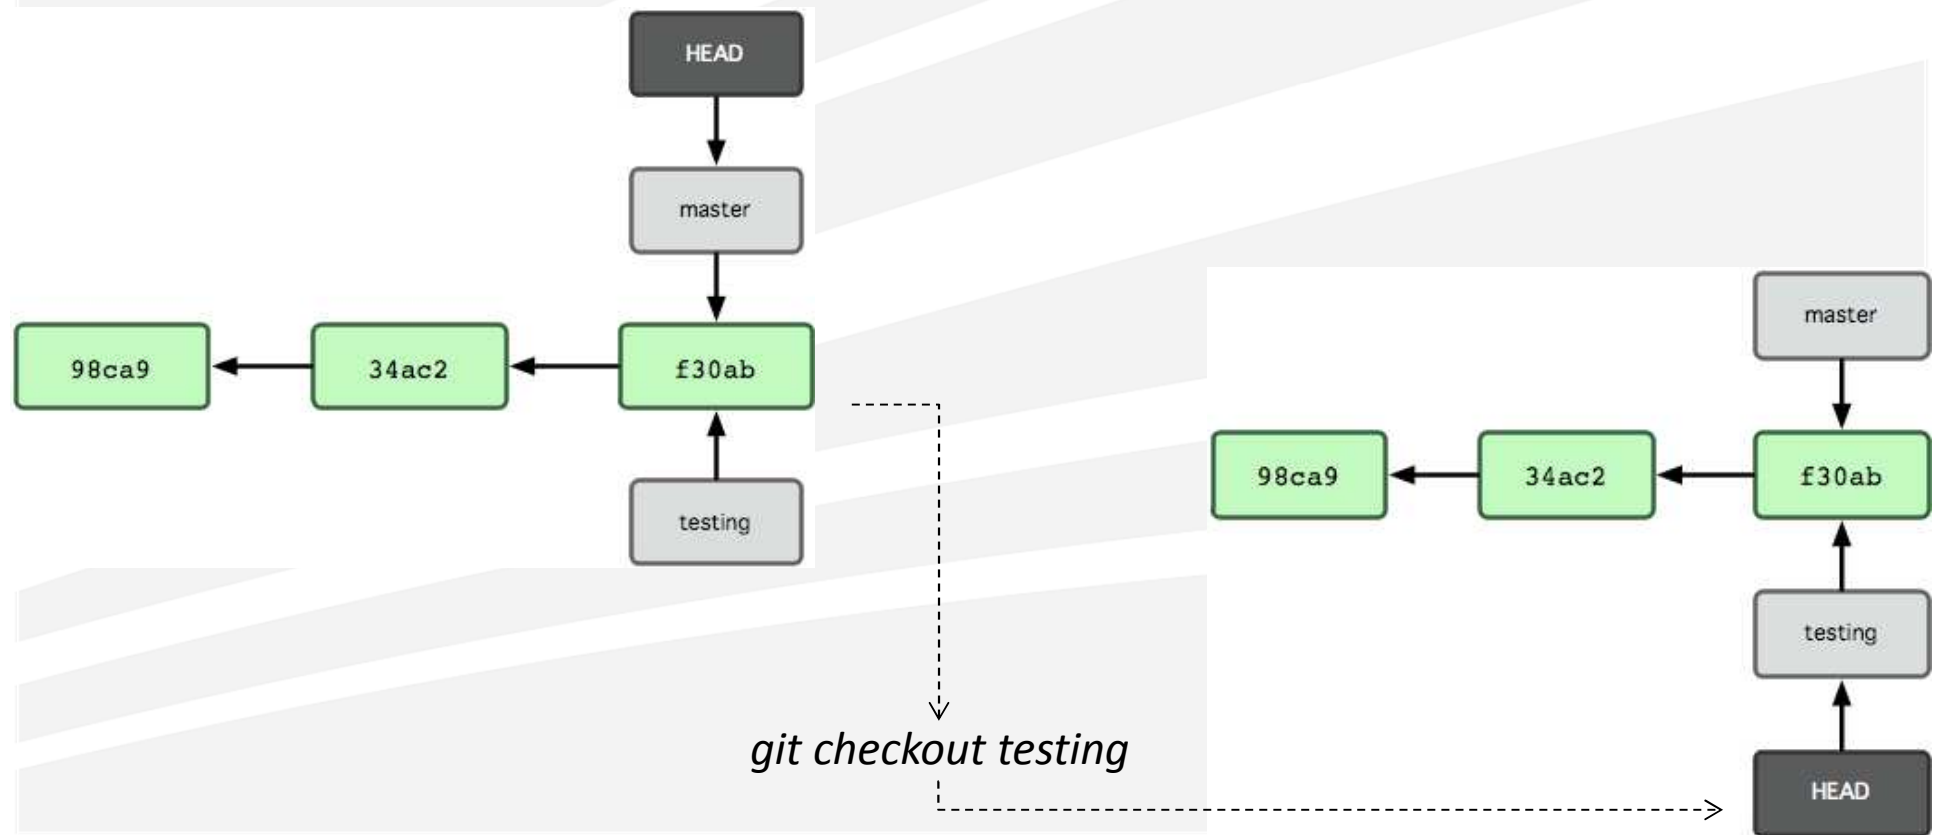 HEAD
master
98ca9
34ac2
f30ab
testing
git checkout testing
master
98ca9
34ac2
f30ab
testing
HEAD